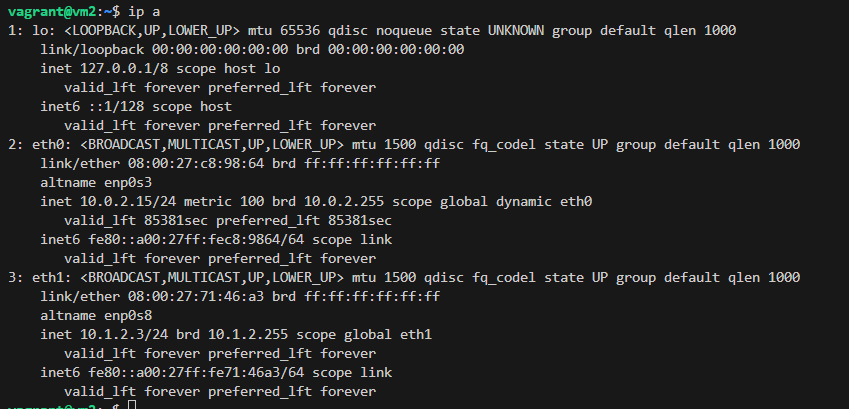 vagrant@vm2:~$ ip a
1: lo: <LOOPBACK,UP,LOWER_UP> mtu 65536 qdisc noqueue state UNKNOWN group default qlen 1000
    link/loopback 00:00:00:00:00:00 brd 00:00:00:00:00:00
    inet 127.0.0.1/8 scope host lo
       valid_lft forever preferred_lft forever
    inet6 ::1/128 scope host
       valid_lft forever preferred_lft forever
2: eth0: <BROADCAST,MULTICAST,UP,LOWER_UP> mtu 1500 qdisc fq_codel state UP group default qlen 1000
    link/ether 08:00:27:c8:98:64 brd ff:ff:ff:ff:ff:ff
    altname enp0s3
    inet 10.0.2.15/24 metric 100 brd 10.0.2.255 scope global dynamic eth0
       valid_lft 85381sec preferred_lft 85381sec
    inet6 fe80::a00:27ff:fec8:9864/64 scope link
       valid_lft forever preferred_lft forever
3: eth1: <BROADCAST,MULTICAST,UP,LOWER_UP> mtu 1500 qdisc fq_codel state UP group default qlen 1000
    link/ether 08:00:27:71:46:a3 brd ff:ff:ff:ff:ff:ff
    altname enp0s8
    inet 10.1.2.3/24 brd 10.1.2.255 scope global eth1
       valid_lft forever preferred_lft forever
    inet6 fe80::a00:27ff:fe71:46a3/64 scope link
       valid_lft forever preferred_lft forever
vagrant@vm2:~$